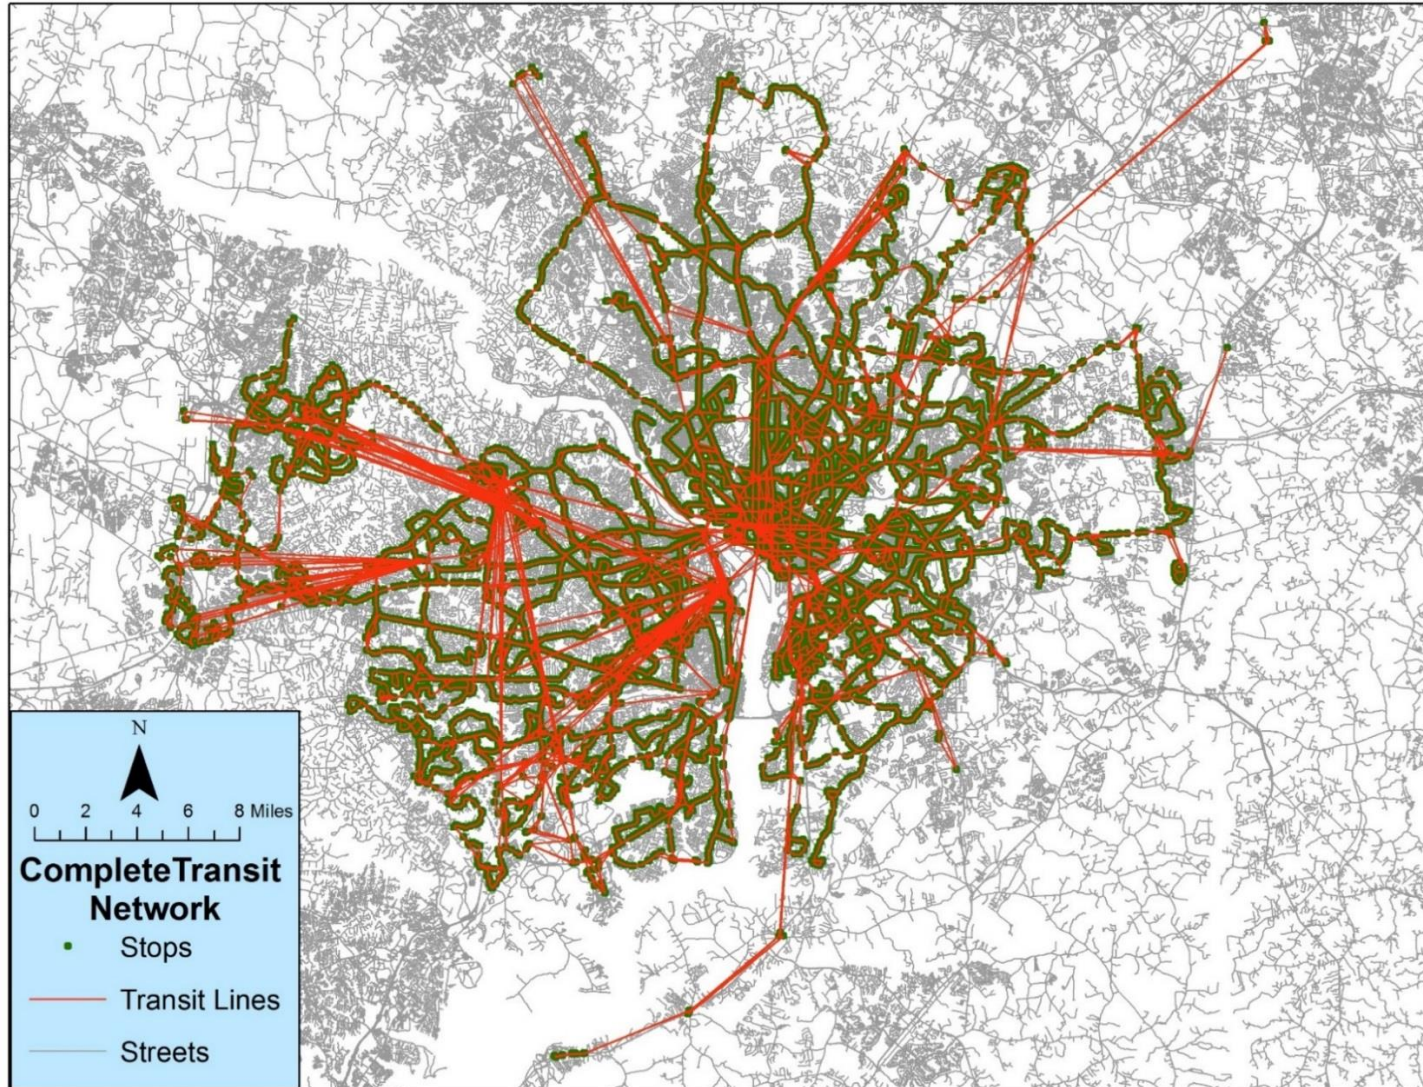 N
0 2 4 6 8 Miles
CompleteTransit
Network
Stops
Transit Lines
Streets